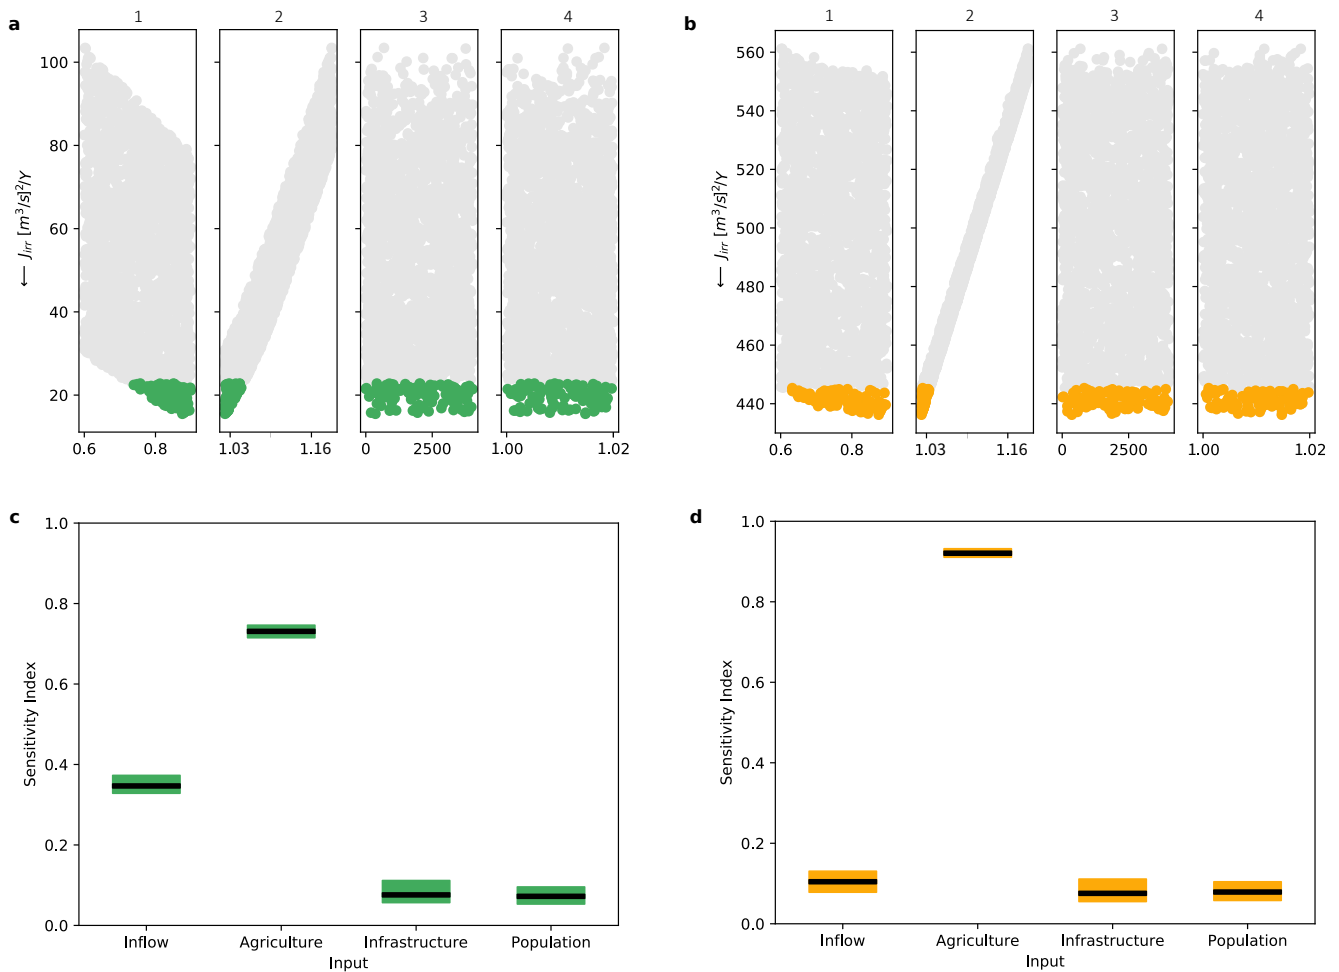 a
1
2
3
4
← J_irr [m^3/s]^2/Y
100
80
60
40
20
0.6
0.8
1.03
1.16
0
2500
1.00
1.02
b
1
2
3
4
← J_irr [m^3/s]^2/Y
560
540
520
500
480
460
440
0.6
0.8
1.03
1.16
0
2500
1.00
1.02
c
Sensitivity Index
1.0
0.8
0.6
0.4
0.2
0.0
Inflow
Agriculture
Infrastructure
Population
Input
d
Sensitivity Index
1.0
0.8
0.6
0.4
0.2
0.0
Inflow
Agriculture
Infrastructure
Population
Input